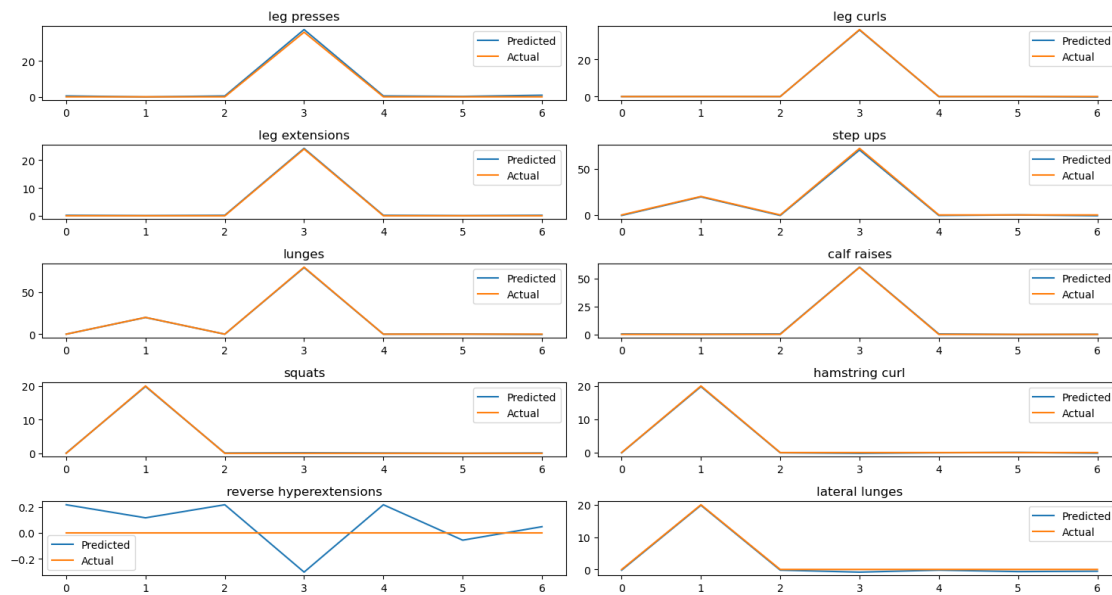 leg presses
20
0
0 1 2 3 4 5 6
Predicted
Actual
leg curls
20
0
0 1 2 3 4 5 6
Predicted
Actual
leg extensions
20
10
0
0 1 2 3 4 5 6
Predicted
Actual
step ups
50
0
0 1 2 3 4 5 6
Predicted
Actual
lunges
50
0
0 1 2 3 4 5 6
Predicted
Actual
calf raises
50
25
0
0 1 2 3 4 5 6
Predicted
Actual
squats
20
10
0
0 1 2 3 4 5 6
Predicted
Actual
hamstring curl
20
10
0
0 1 2 3 4 5 6
Predicted
Actual
reverse hyperextensions
0.2
0.0
−0.2
0 1 2 3 4 5 6
Predicted
Actual
lateral lunges
20
10
0
0 1 2 3 4 5 6
Predicted
Actual